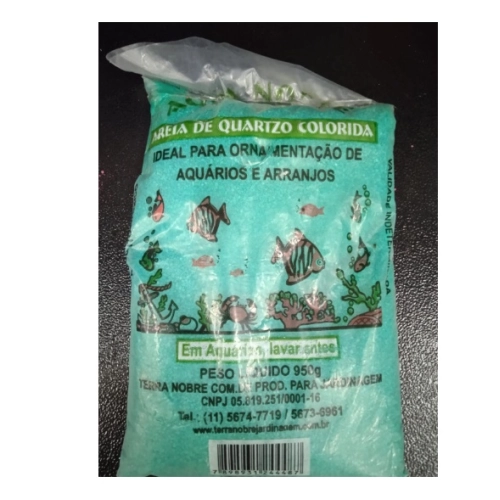 AREIA DE QUARTZO COLORIDA
IDEAL PARA ORNAMENTAÇÃO DE
AQUÁRIOS E ARRANJOS
Em Aquários, lavar antes
PESO LÍQUIDO 950g
TERRA NOBRE COM. DE PROD. PARA JARDINAGEM
CNPJ 05.819.251/0001-16
Tel.: (11) 5674-7719 / 5673-6961
www.terranobrejardinagem.com.br
VALIDADE